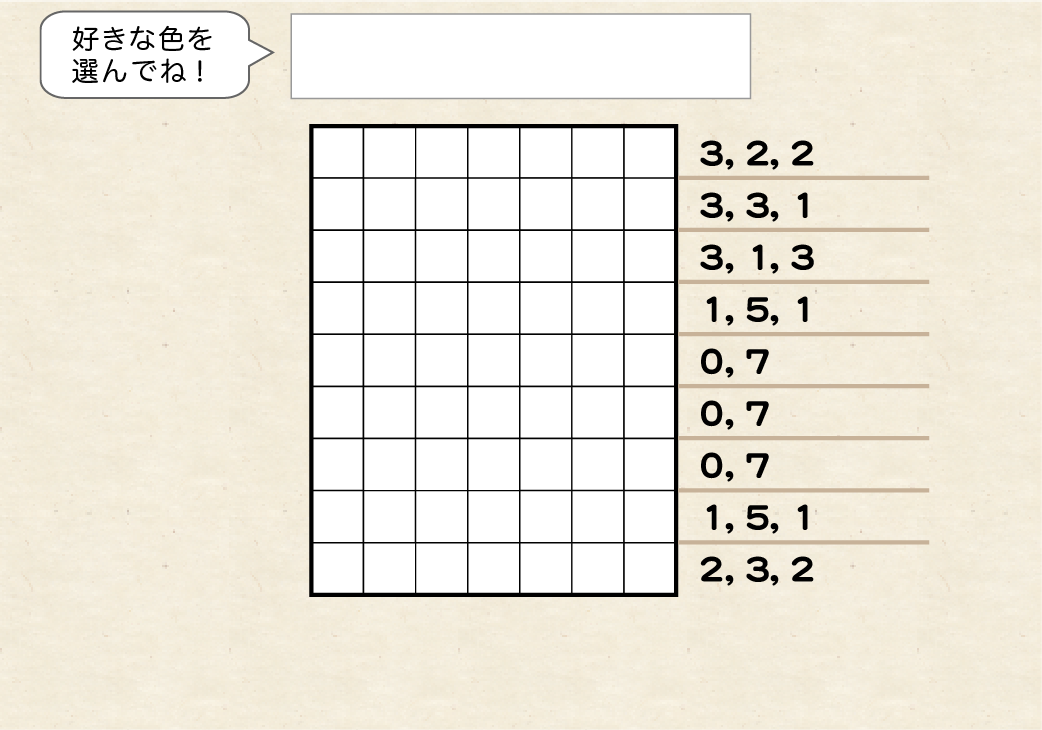 好きな色を
選んでね！
3, 2, 2
3, 3, 1
3, 1, 3
1, 5, 1
0, 7
0, 7
0, 7
1, 5, 1
2, 3, 2